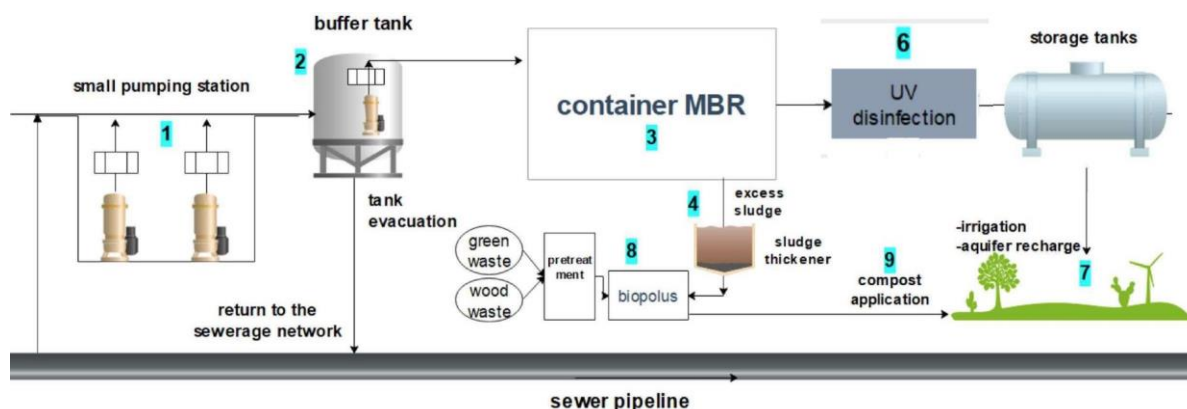 buffer tank
2
6
storage tanks
small pumping station
1
container MBR
3
UV
disinfection
tank
evacuation
4
excess
sludge
sludge
thickener
green
waste
wood
waste
pretreat
ment
8
biopolus
9
compost
application
-irrigation
-aquifer recharge
7
return to the
sewerage network
sewer pipeline